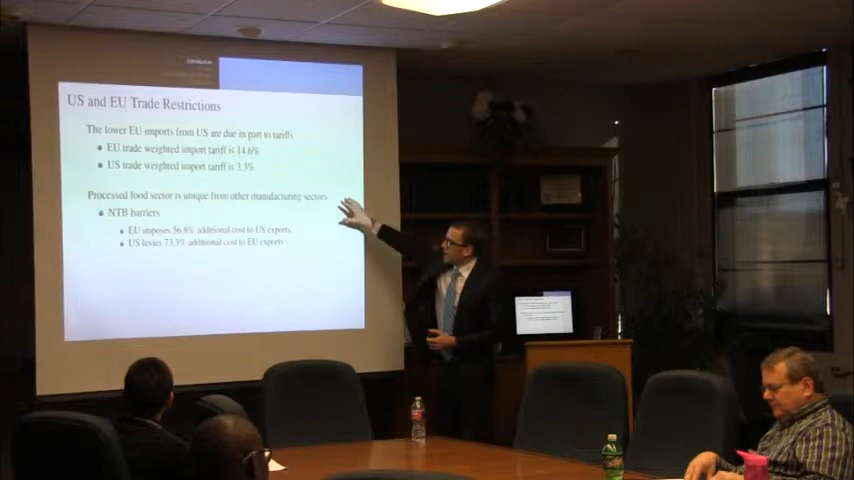 US and EU Trade Restrictions
The lower EU imports from US are due in part to tariffs
EU trade weighted import tariff is 14.6%
US trade weighted import tariff is 3.3%
Processed food sector is unique from other manufacturing sectors
NTB barriers
EU imposes 56.8% additional cost to US exports
US levies 73.3% additional cost to EU exports